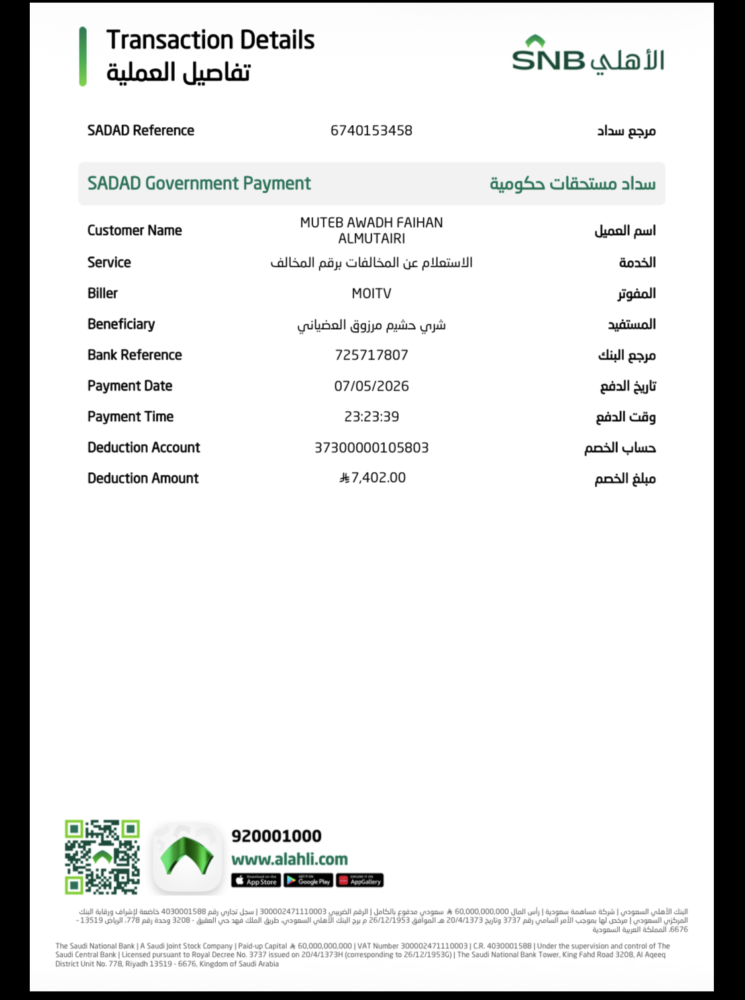 Transaction Details
تفاصيل العملية
SNB الأهلي
SADAD Reference 6740153458 مرجع سداد
SADAD Government Payment سداد مستحقات حكومية
Customer Name MUTEB AWADH FAIHAN ALMUTAIRI اسم العميل
Service الاستعلام عن المخالفات برقم المخالف الخدمة
Biller MOITV المفوتر
Beneficiary شري حشيم مرزوق العضياني المستفيد
Bank Reference 725717807 مرجع البنك
Payment Date 07/05/2026 تاريخ الدفع
Payment Time 23:23:39 وقت الدفع
Deduction Account 37300000105803 حساب الخصم
Deduction Amount 7,402.00 مبلغ الخصم
920001000
www.alahli.com
Download on the App Store GET IT ON Google Play EXPLORE IT ON AppGallery
البنك الأهلي السعودي | شركة مساهمة سعودية | رأس المال 60,000,000,000 سعودي مدفوع بالكامل | الرقم الضريبي 300002471110003 | سجل تجاري رقم 4030001588 خاضعة لإشراف ورقابة البنك
المركزي السعودي | مرخص لها بموجب الأمر السامي رقم 3737 وتاريخ 20/4/1373 هـ الموافق 26/12/1953 م برج البنك الأهلي السعودي، طريق الملك فهد حي العقيق - 3208 وحدة رقم 778، الرياض 13519 -
6676، المملكة العربية السعودية
The Saudi National Bank | A Saudi Joint Stock Company | Paid-up Capital 60,000,000,000 | VAT Number 300002471110003 | C.R. 4030001588 | Under the supervision and control of The
Saudi Central Bank | Licensed pursuant to Royal Decree No. 3737 issued on 20/4/1373H (corresponding to 26/12/1953G) | The Saudi National Bank Tower, King Fahd Road 3208, Al Aqeeq
District Unit No. 778, Riyadh 13519 - 6676, Kingdom of Saudi Arabia